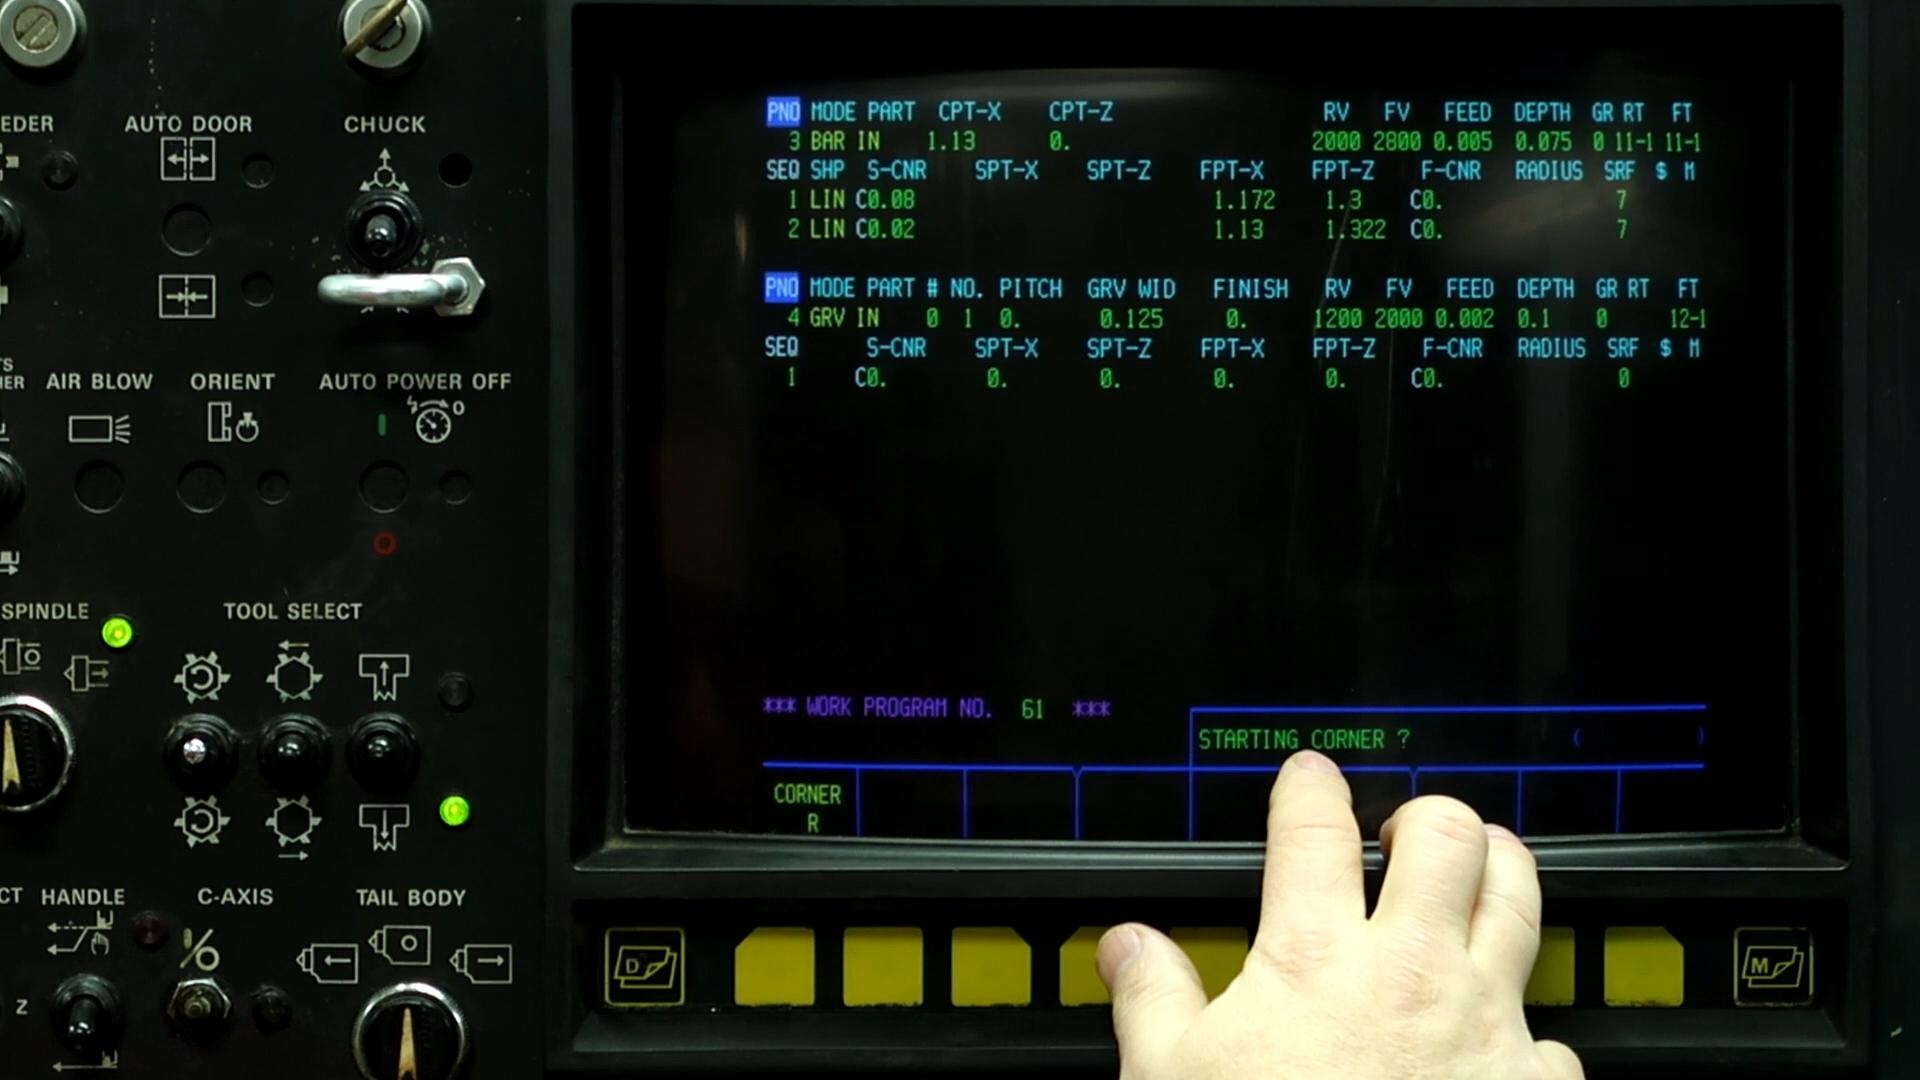 EDER
AUTO DOOR
CHUCK
AIR BLOW
ORIENT
AUTO POWER OFF
O
SPINDLE
TOOL SELECT
CT
HANDLE
C-AXIS
TAIL BODY
Z
PNO MODE PART CPT-X CPT-Z RV FV FEED DEPTH GR RT FT
3 BAR IN 1.13 0. 2000 2800 0.005 0.075 0 11-1 11-1
SEQ SHP S-CNR SPT-X SPT-Z FPT-X FPT-Z F-CNR RADIUS SRF $ M
1 LIN C0.08 1.172 1.3 C0. 7
2 LIN C0.02 1.13 1.322 C0. 7
PNO MODE PART # NO. PITCH GRV WID FINISH RV FV FEED DEPTH GR RT FT
4 GRV IN 0 1 0. 0.125 0. 1200 2000 0.002 0.1 0 12-1
SEQ S-CNR SPT-X SPT-Z FPT-X FPT-Z F-CNR RADIUS SRF $ M
1 C0. 0. 0. 0. 0. C0. 0
*** WORK PROGRAM NO. 61 ***
STARTING CORNER ? ( )
CORNER
R
D
M